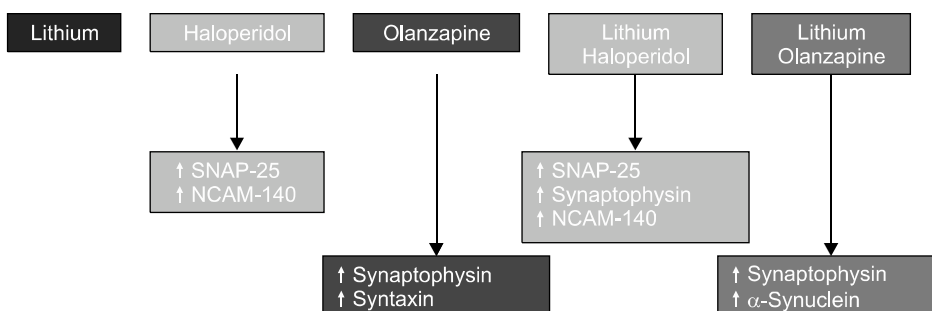 Lithium
Haloperidol
Olanzapine
Lithium
Haloperidol
Lithium
Olanzapine
↑ SNAP-25
↑ NCAM-140
↑ SNAP-25
↑ Synaptophysin
↑ NCAM-140
↑ Synaptophysin
↑ Syntaxin
↑ Synaptophysin
↑ α-Synuclein